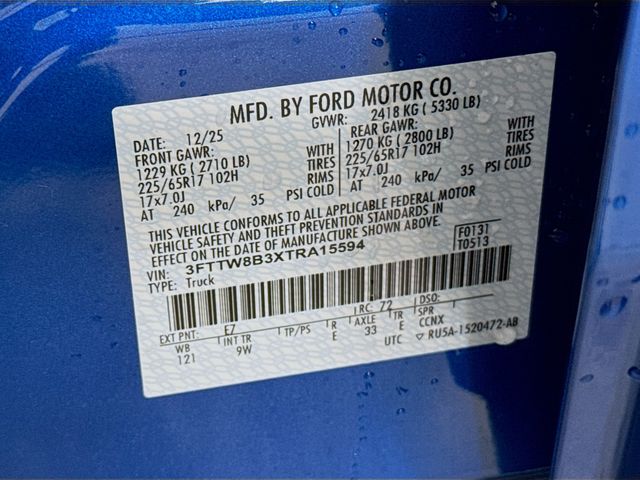 MFD. BY FORD MOTOR CO.
DATE: 12/25 GVWR: 2418 KG ( 5330 LB)
FRONT GAWR: REAR GAWR:
1229 KG ( 2710 LB) WITH 1270 KG ( 2800 LB) WITH
225/65R17 102H TIRES 225/65R17 102H TIRES
17x7.0J RIMS 17x7.0J RIMS
AT 240 kPa/ 35 PSI COLD AT 240 kPa/ 35 PSI COLD
THIS VEHICLE CONFORMS TO ALL APPLICABLE FEDERAL MOTOR
VEHICLE SAFETY AND THEFT PREVENTION STANDARDS IN
EFFECT ON THE DATE OF MANUFACTURE SHOWN ABOVE.
VIN: 3FTTW8B3XTRA15594 F0131
TYPE: Truck T0513
EXT PNT: E7 RC: 72 DSO:
WB INT TR TP/PS R AXLE TR SPR
121 9W E 33 E CCNX
UTC ▽ RU5A-1520472-AB